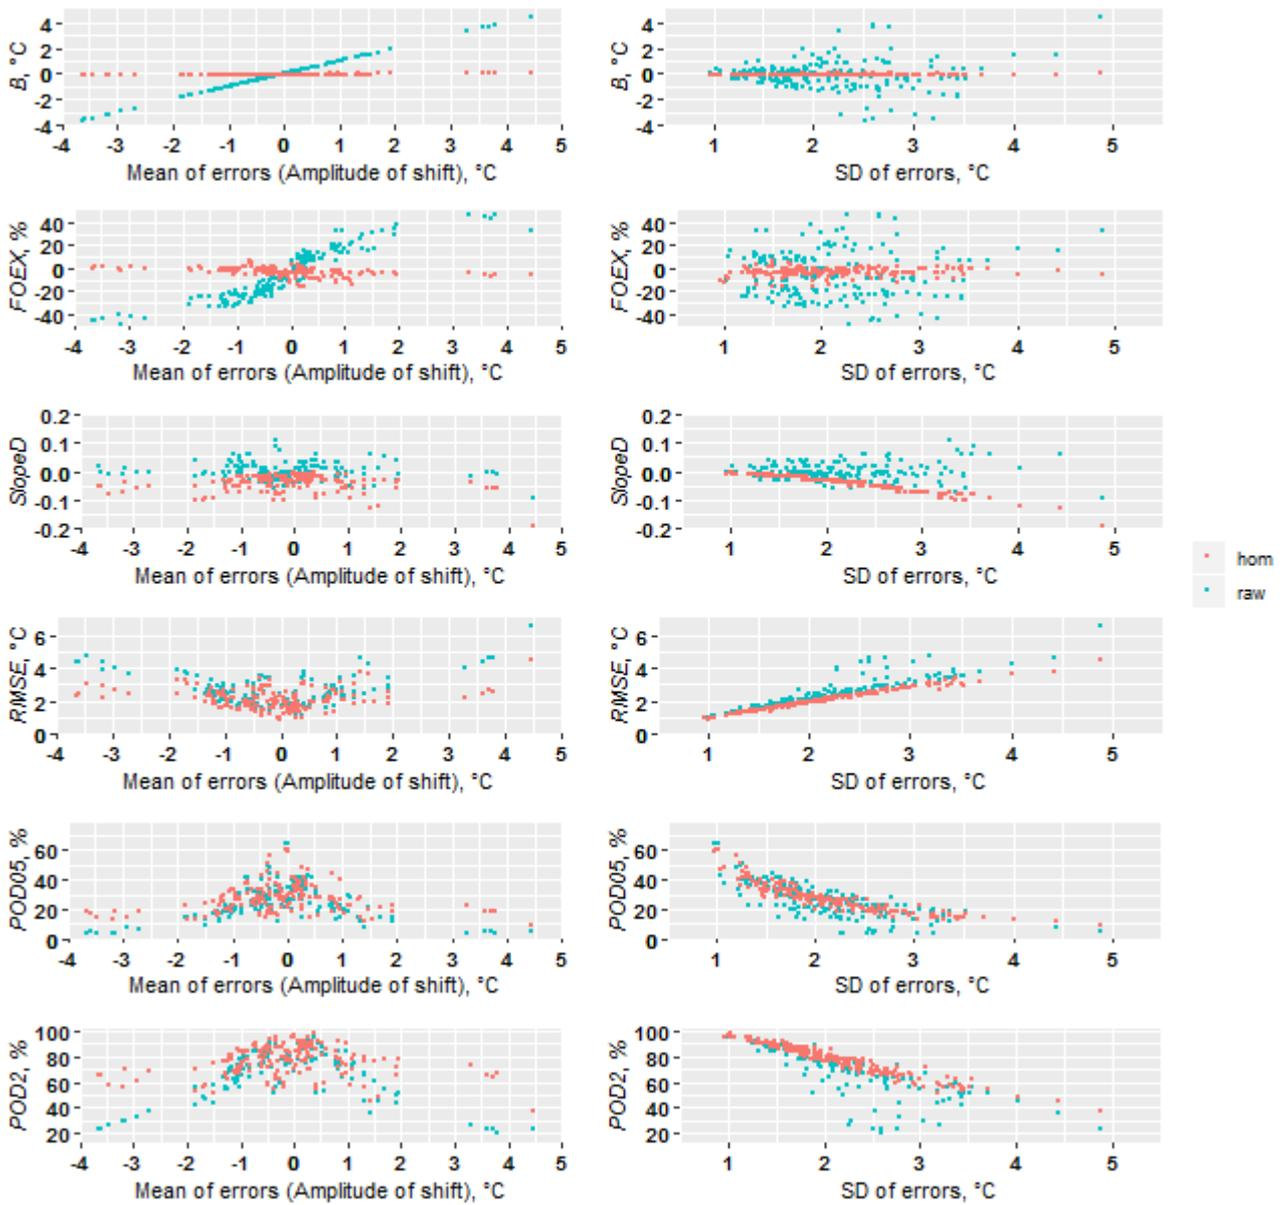 B, °C
4
2
0
-2
-4
-4 -3 -2 -1 0 1 2 3 4 5
Mean of errors (Amplitude of shift), °C
B, °C
4
2
0
-2
-4
1 2 3 4 5
SD of errors, °C
FOEX, %
40
20
0
-20
-40
-4 -3 -2 -1 0 1 2 3 4 5
Mean of errors (Amplitude of shift), °C
FOEX, %
40
20
0
-20
-40
1 2 3 4 5
SD of errors, °C
SlopeD
0.2
0.1
0.0
-0.1
-0.2
-4 -3 -2 -1 0 1 2 3 4 5
Mean of errors (Amplitude of shift), °C
SlopeD
0.2
0.1
0.0
-0.1
-0.2
1 2 3 4 5
SD of errors, °C
hom
raw
RMSE, °C
6
4
2
0
-4 -3 -2 -1 0 1 2 3 4 5
Mean of errors (Amplitude of shift), °C
RMSE, °C
6
4
2
0
1 2 3 4 5
SD of errors, °C
POD05, %
60
40
20
0
-4 -3 -2 -1 0 1 2 3 4 5
Mean of errors (Amplitude of shift), °C
POD05, %
60
40
20
0
1 2 3 4 5
SD of errors, °C
POD2, %
100
80
60
40
20
-4 -3 -2 -1 0 1 2 3 4 5
Mean of errors (Amplitude of shift), °C
POD2, %
100
80
60
40
20
1 2 3 4 5
SD of errors, °C